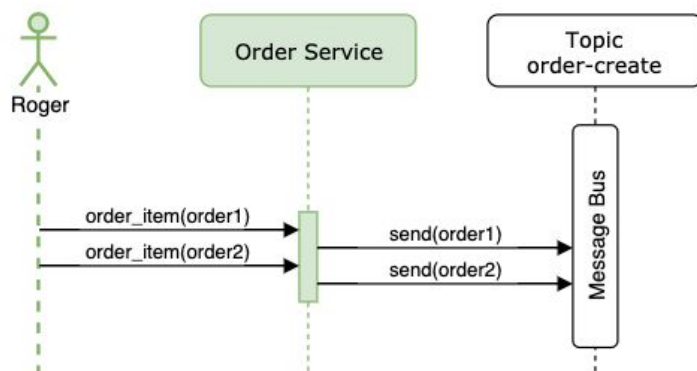 Order Service
Topic
order-create
Roger
Message Bus
order_item(order1)
send(order1)
order_item(order2)
send(order2)